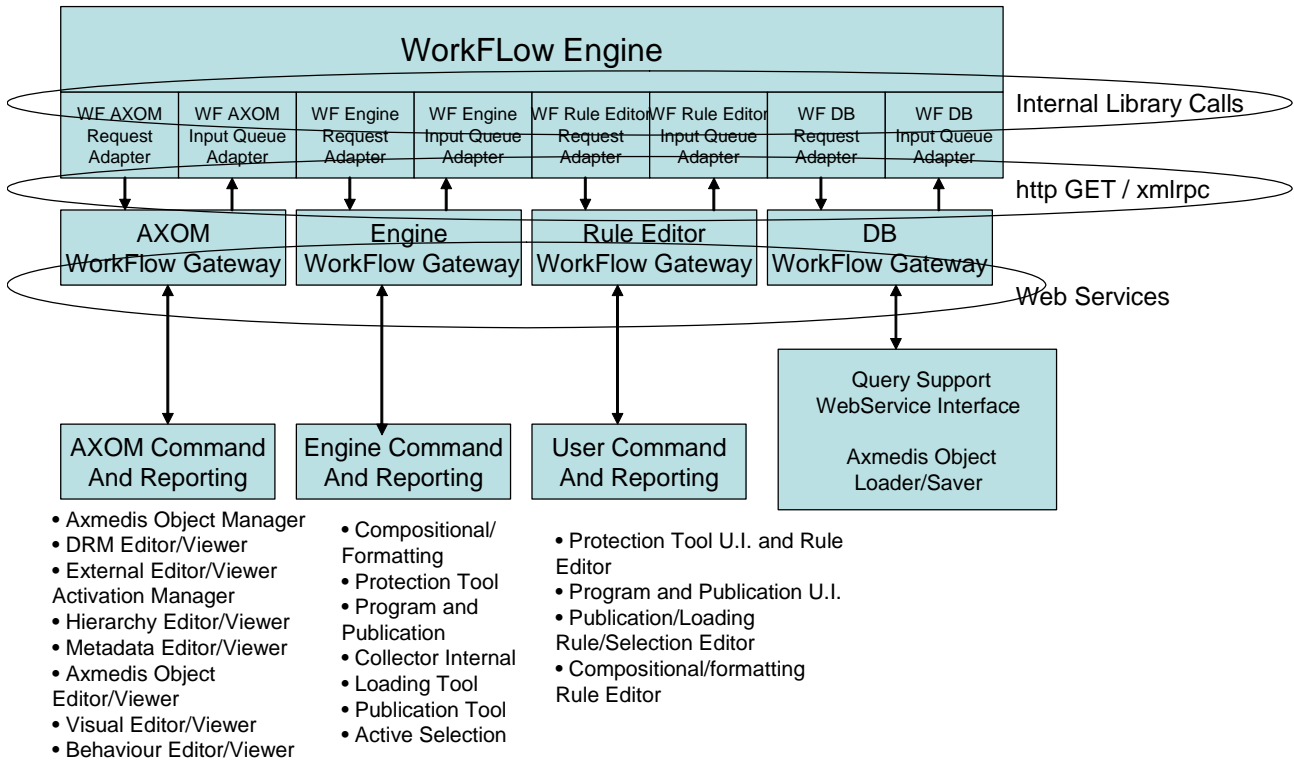 WorkFLow Engine
WF AXOM
Request
Adapter
WF AXOM
Input Queue
Adapter
WF Engine
Request
Adapter
WF Engine
Input Queue
Adapter
WF Rule Editor
Request
Adapter
WF Rule Editor
Input Queue
Adapter
WF DB
Request
Adapter
WF DB
Input Queue
Adapter
Internal Library Calls
http GET / xmlrpc
AXOM
WorkFlow Gateway
Engine
WorkFlow Gateway
Rule Editor
WorkFlow Gateway
DB
WorkFlow Gateway
Web Services
Query Support
WebService Interface
Axmedis Object
Loader/Saver
AXOM Command
And Reporting
Engine Command
And Reporting
User Command
And Reporting
• Axmedis Object Manager
• DRM Editor/Viewer
• External Editor/Viewer
Activation Manager
• Hierarchy Editor/Viewer
• Metadata Editor/Viewer
• Axmedis Object
Editor/Viewer
• Visual Editor/Viewer
• Behaviour Editor/Viewer
• Compositional/
Formatting
• Protection Tool
• Program and
Publication
• Collector Internal
• Loading Tool
• Publication Tool
• Active Selection
• Protection Tool U.I. and Rule
Editor
• Program and Publication U.I.
• Publication/Loading
Rule/Selection Editor
• Compositional/formatting
Rule Editor